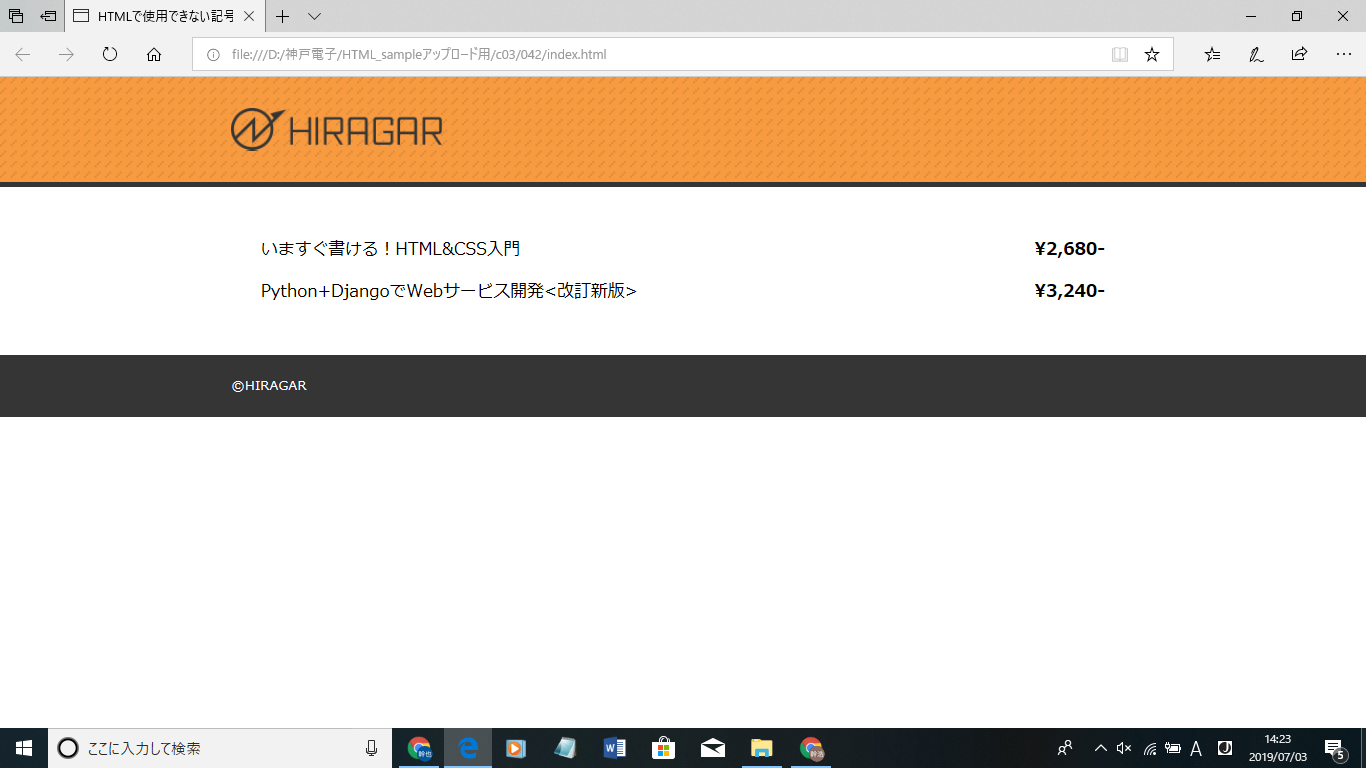 HTMLで使用できない記号
file:///D:/神戸電子/HTML_sampleアップロード用/c03/042/index.html
HIRAGAR
いますぐ書ける！HTML&CSS入門 ¥2,680-
Python+DjangoでWebサービス開発<改訂新版> ¥3,240-
©HIRAGAR
ここに入力して検索
幹也
A
J
14:23
2019/07/03
5